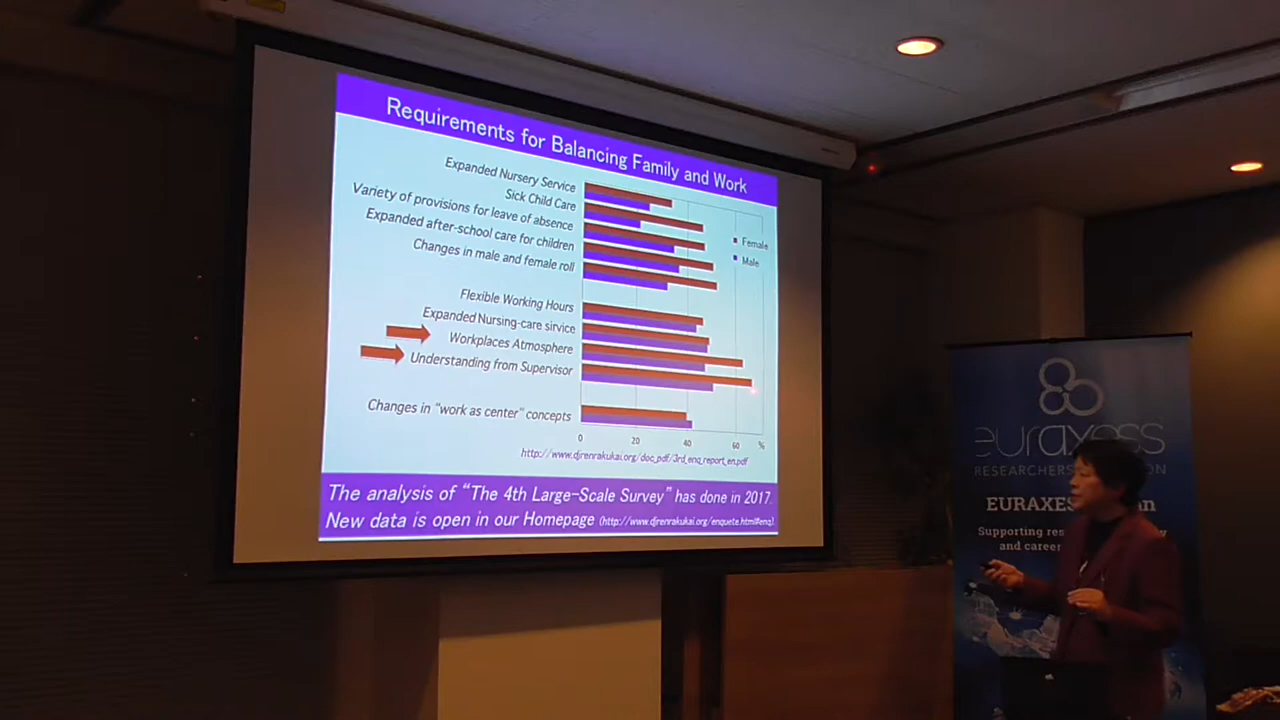 Requirements for Balancing Family and Work
Expanded Nursery Service
Sick Child Care
Variety of provisions for leave of absence
Expanded after-school care for children
Changes in male and female roll
Flexible Working Hours
Expanded Nursing-care sirvice
Workplaces Atmosphere
Understanding from Supervisor
Changes in "work as center" concepts
Female
Male
0 20 40 60 %
http://www.djrenrakukai.org/doc_pdf/3rd_enq_report_en.pdf
The analysis of "The 4th Large-Scale Survey" has done in 2017.
New data is open in our Homepage (http://www.djrenrakukai.org/enquete.html#enq)
euraxess
RESEARCHERS
EURAXESS
Supporting
and career